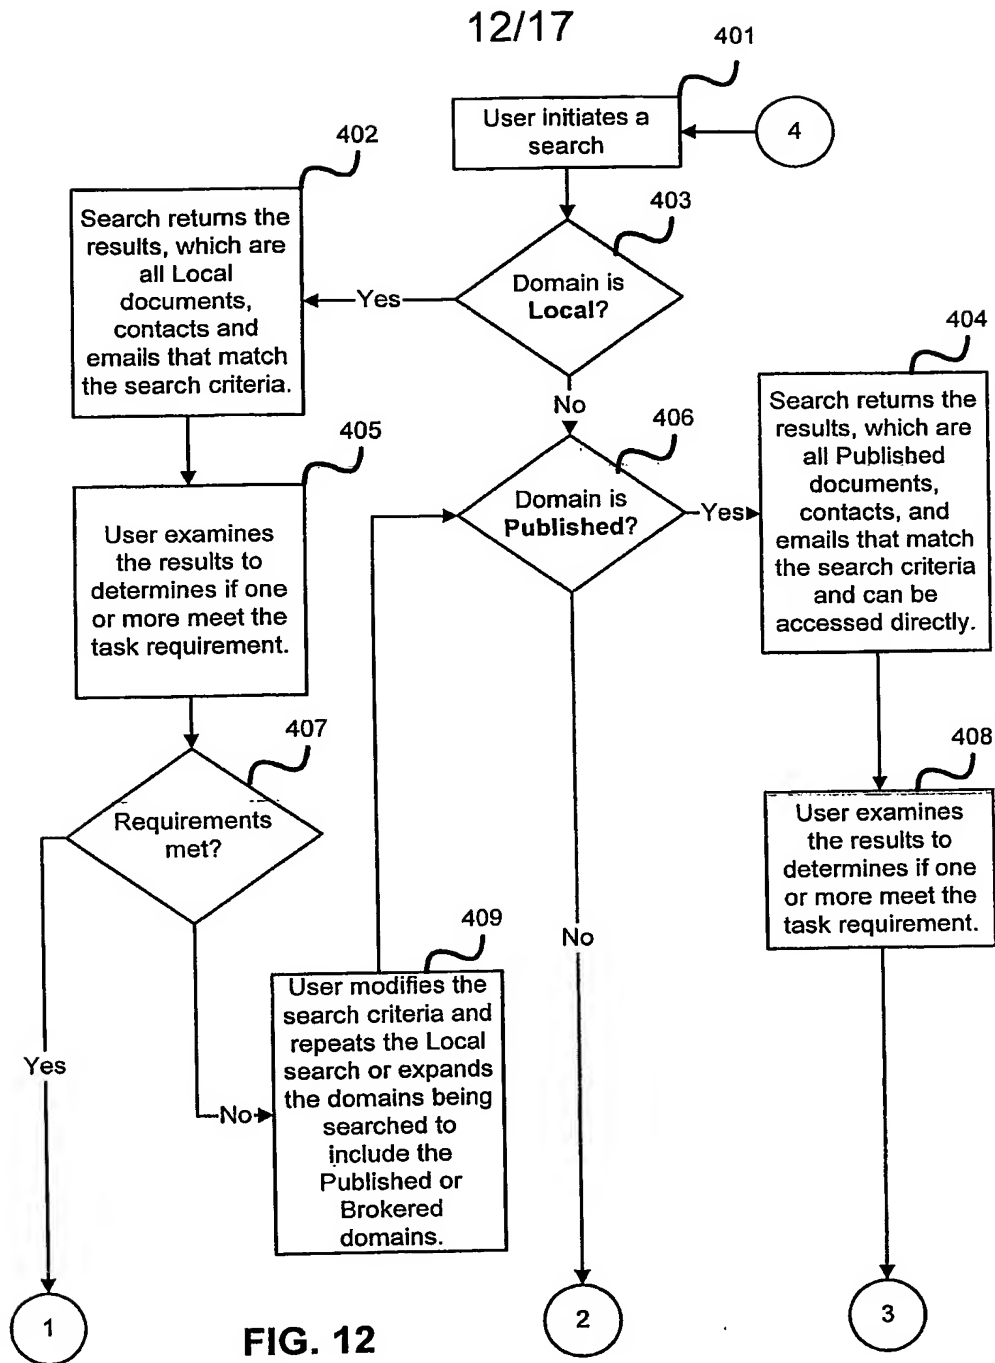 12/17
401
User initiates a
search
4
402
403
Search returns the
results, which are
all Local
documents,
contacts and
emails that match
the search criteria.
Yes
Domain is
Local?
404
No
Search returns the
results, which are
all Published
documents,
contacts, and
emails that match
the search criteria
and can be
accessed directly.
405
406
User examines
the results to
determines if one
or more meet the
task requirement.
Domain is
Published?
Yes
407
408
Requirements
met?
User examines
the results to
determines if one
or more meet the
task requirement.
409
No
User modifies the
search criteria and
repeats the Local
search or expands
the domains being
searched to
include the
Published or
Brokered
domains.
Yes
No
1
2
3
FIG. 12